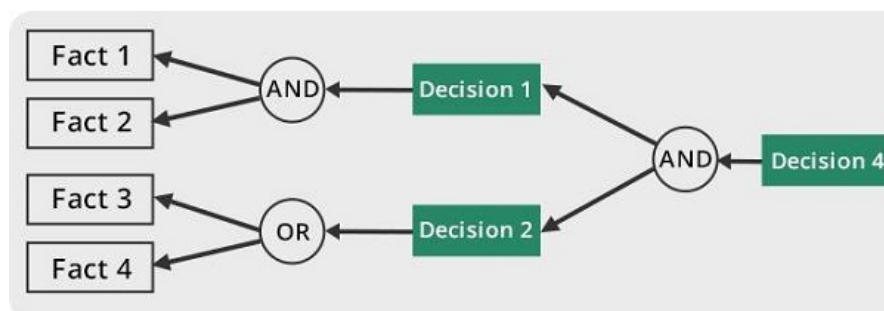 Fact 1
Fact 2
AND
Decision 1
Fact 3
Fact 4
OR
Decision 2
AND
Decision 4